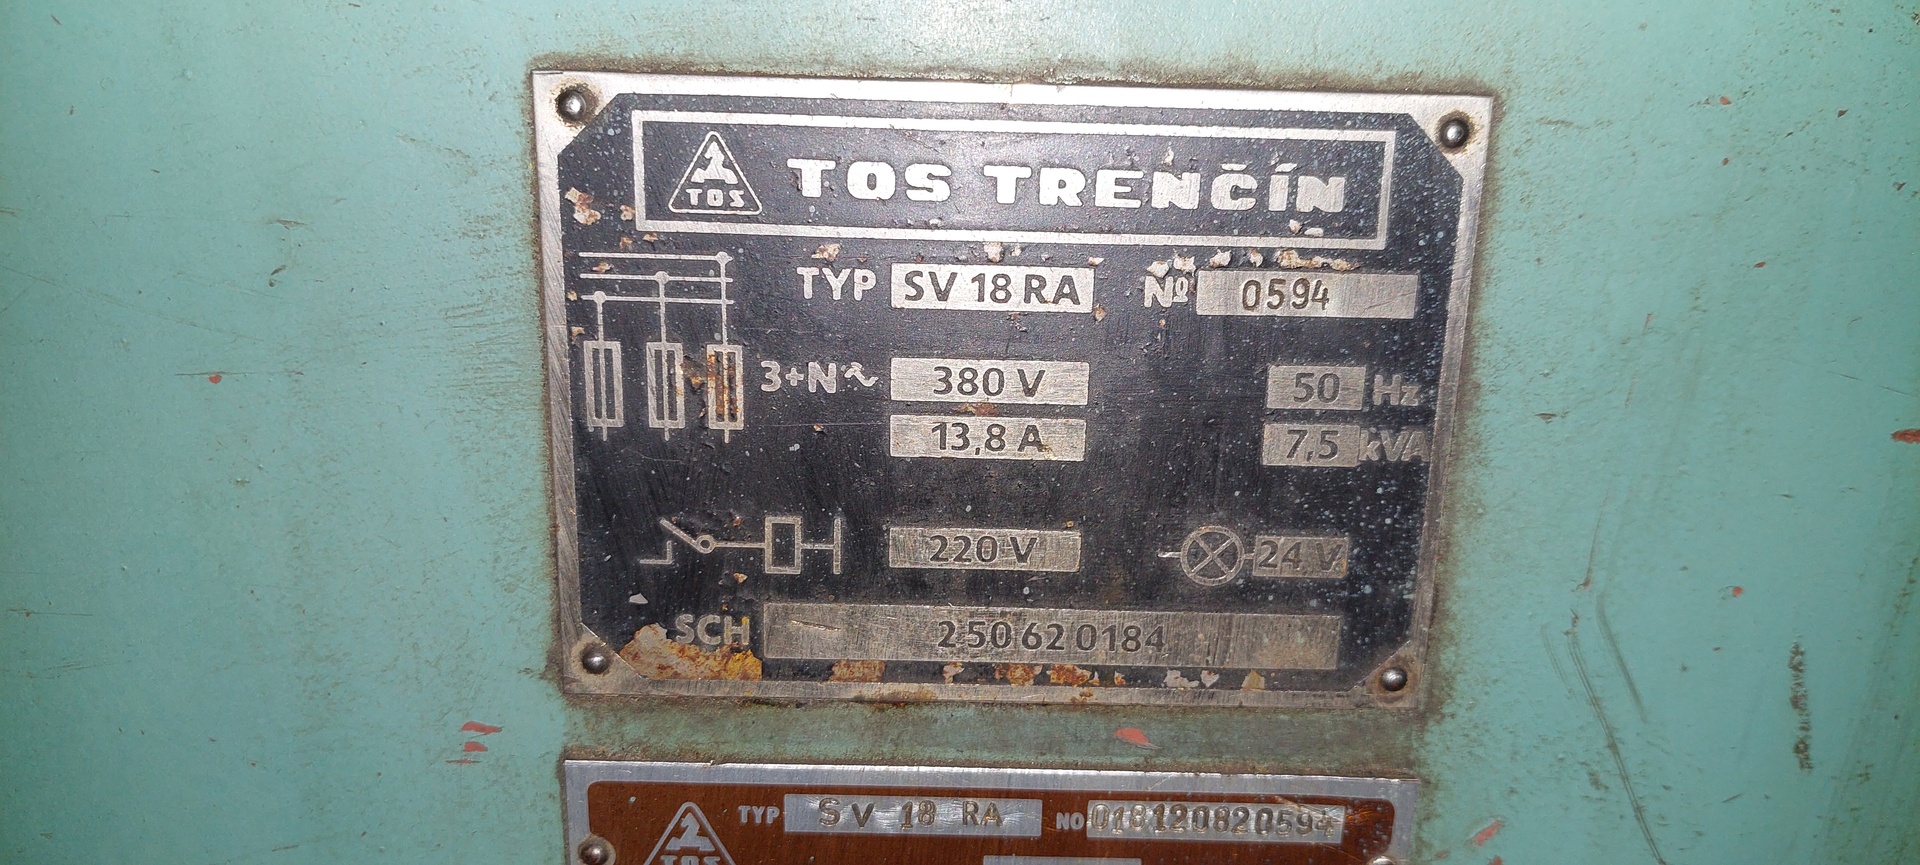 TOS TOS TRENČÍN
TYP SV 18 RA Nº 0594
3+N~ 380 V 50 Hz
13,8 A 7,5 kVA
220 V 24 V
SCH 250620184
TYP SV 18 RA NO 018120820594
TOS